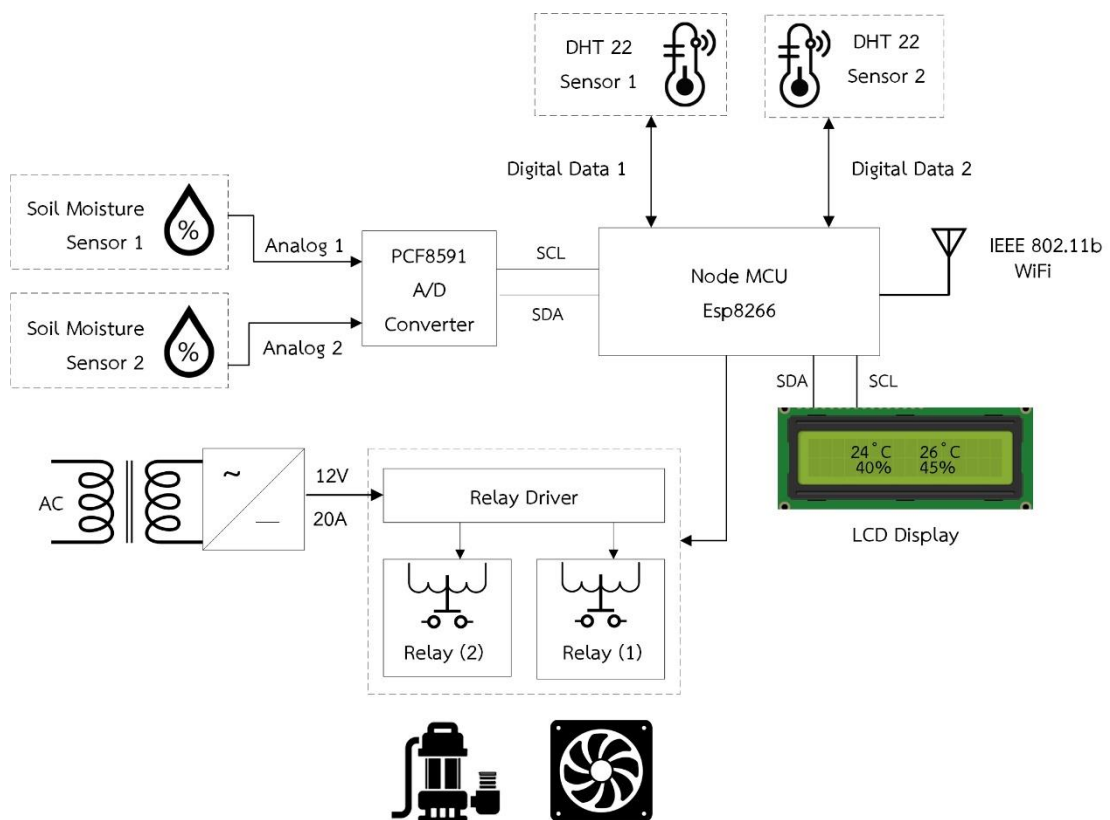 DHT 22
Sensor 1
DHT 22
Sensor 2
Digital Data 1
Digital Data 2
Soil Moisture
Sensor 1
%
Analog 1
PCF8591
A/D
Converter
SCL
SDA
Node MCU
Esp8266
IEEE 802.11b
WiFi
Soil Moisture
Sensor 2
%
Analog 2
SDA
SCL
24°C 26°C
40% 45%
LCD Display
AC
~
—
12V
20A
Relay Driver
Relay (2)
Relay (1)